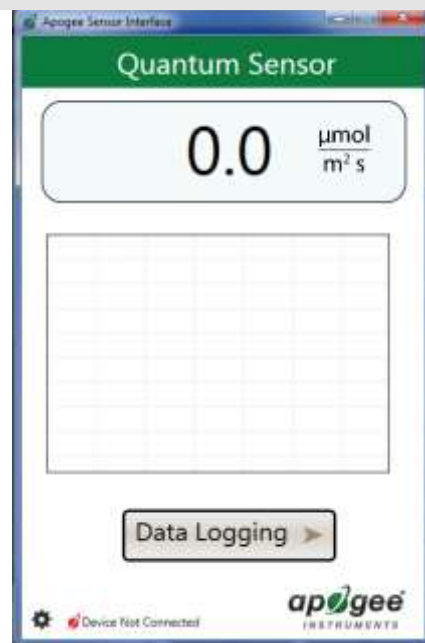 Apogee Sensor Interface
Quantum Sensor
0.0 µmol
m² s
Data Logging
Device Not Connected
apogee
INSTRUMENTS